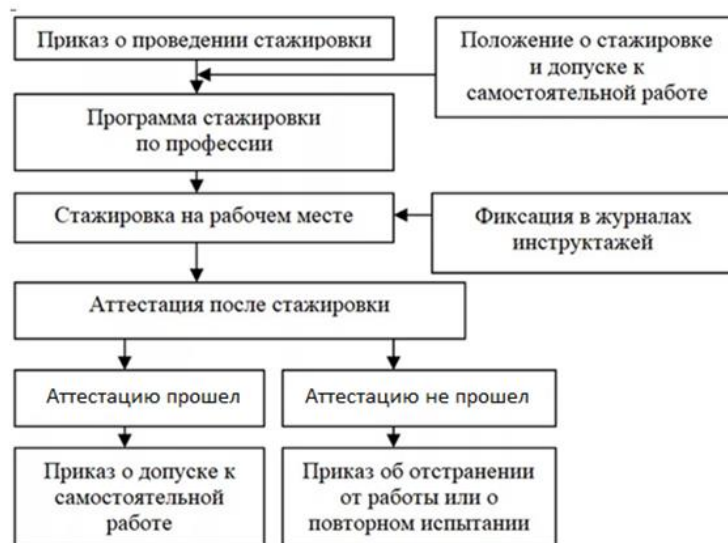 Приказ о проведении стажировки
Положение о стажировке
и допуске к
самостоятельной работе
Программа стажировки
по профессии
Стажировка на рабочем месте
Фиксация в журналах
инструктажей
Аттестация после стажировки
Аттестацию прошел
Аттестацию не прошел
Приказ о допуске к
самостоятельной
работе
Приказ об отстранении
от работы или о
повторном испытании